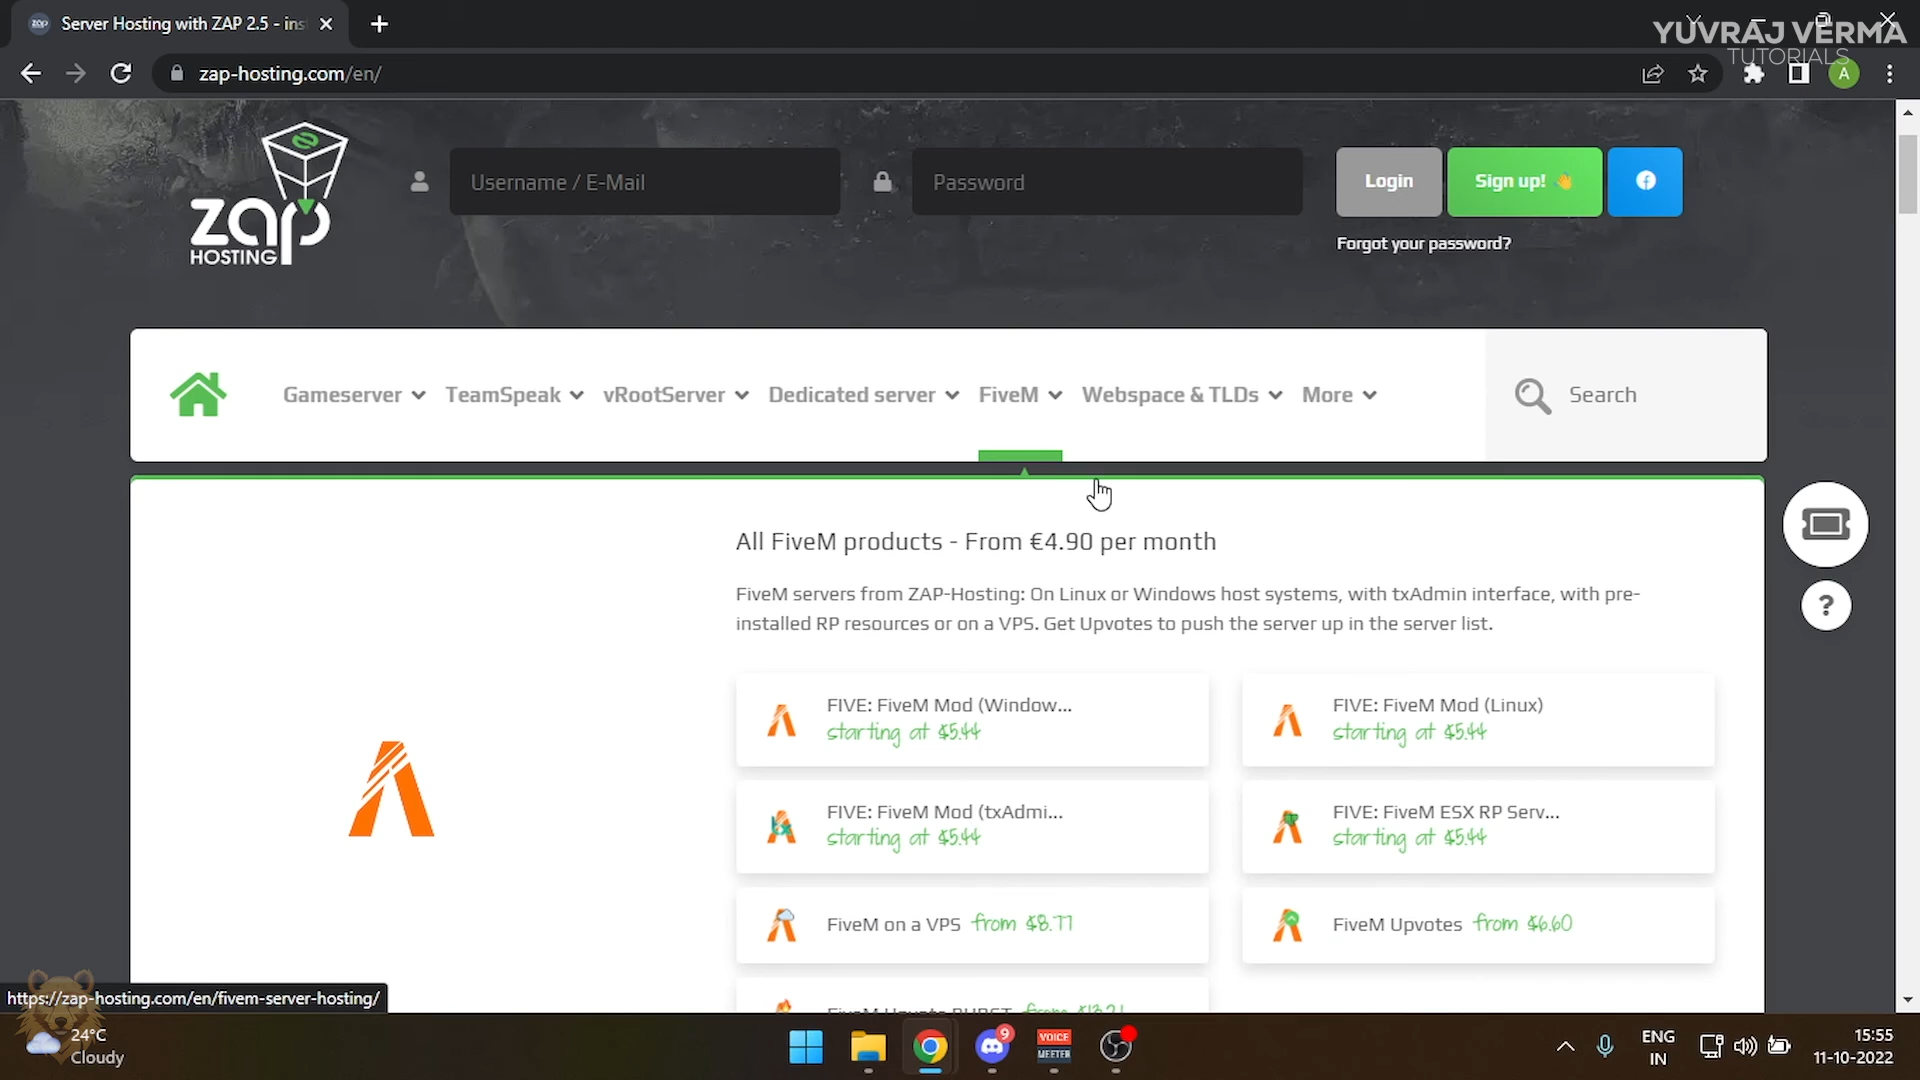 Server Hosting with ZAP 2.5 - ins
YUVRAJ VERMA
TUTORIALS
zap-hosting.com/en/
A
zap
HOSTING
Username / E-Mail
Password
Login
Sign up! 👋
Forgot your password?
Gameserver
TeamSpeak
vRootServer
Dedicated server
FiveM
Webspace & TLDs
More
Search
All FiveM products - From €4.90 per month
FiveM servers from ZAP-Hosting: On Linux or Windows host systems, with txAdmin interface, with pre-
installed RP resources or on a VPS. Get Upvotes to push the server up in the server list.
FIVE: FiveM Mod (Window...
starting at $5.44
FIVE: FiveM Mod (Linux)
starting at $5.44
FIVE: FiveM Mod (txAdmi...
starting at $5.44
FIVE: FiveM ESX RP Serv...
starting at $5.44
FiveM on a VPS from $8.77
FiveM Upvotes from $6.60
?
https://zap-hosting.com/en/fivem-server-hosting/
24°C
Cloudy
9
VOICE
MEETER
ENG
IN
15:55
11-10-2022